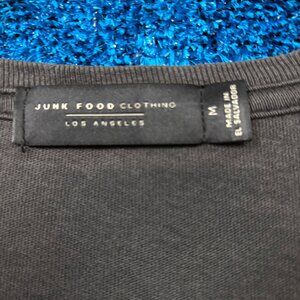 JUNK FOOD CLOTHING
LOS ANGELES
M
MADE IN
EL SALVADOR